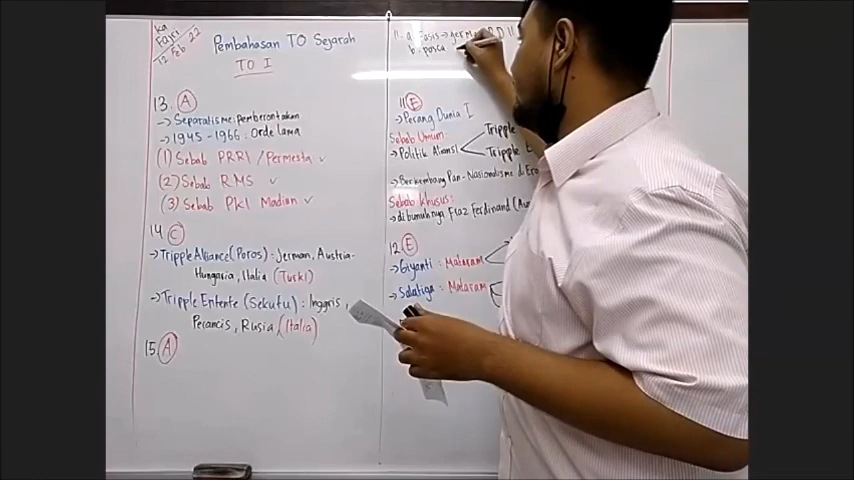 ka
Fajri
12 Feb 22
Pembahasan TO Sejarah
TO I
13. A
→ Separatisme: pemberontakan
→ 1945 - 1966 : Orde lama
(1) Sebab PRRI / Permesta ✓
(2) Sebab RMS ✓
(3) Sebab PKI Madiun ✓
14 C
→ Tripple Alliance (Poros) : Jerman, Austria-
Hungaria, Italia (Turki)
→ Tripple Entente (Sekutu) : Inggris,
Perancis, Rusia, (Italia)
15. A
11. a. Fasis → Jerman PD II
b. pasca
11 E
→ Perang Dunia I
Sebab Umum:
→ Politik Aliansi
Tripple
Tripple
→ Berkembang Pan-Nasionalisme di
Sebab khusus:
→ dibunuhnya Franz Ferdinand
12. E
→ Giyanti : Mataram
→ Salatiga : Mataram